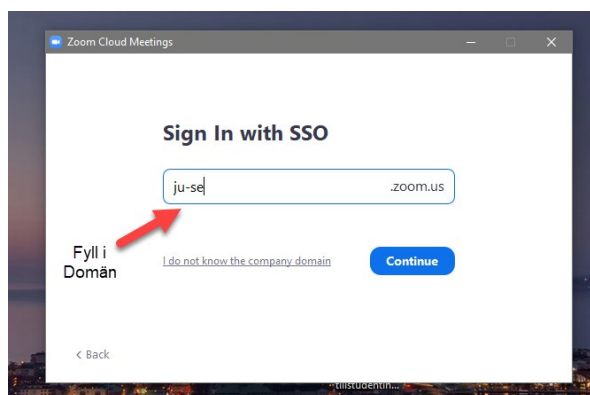 Zoom Cloud Meetings
Sign In with SSO
ju-se .zoom.us
Fyll i
Domän
I do not know the company domain Continue
< Back
tillstudentin...